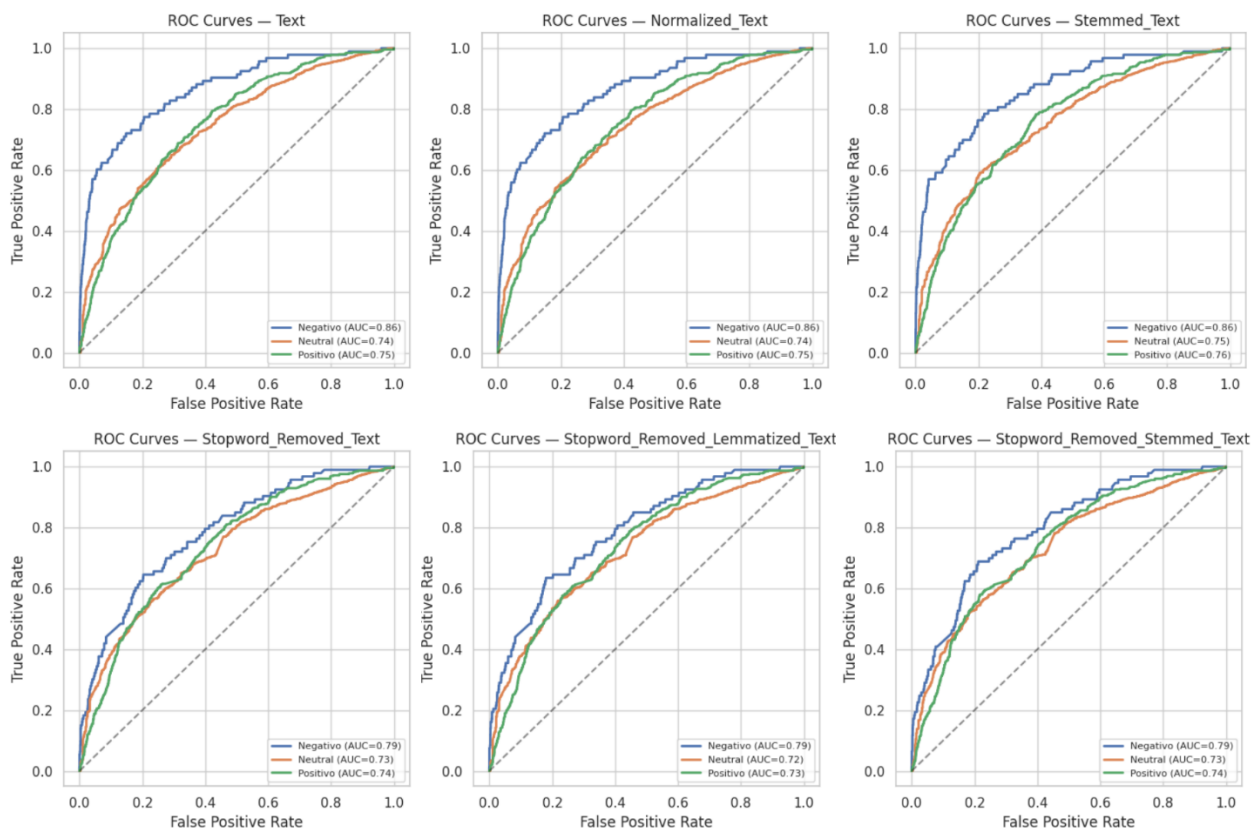 ROC Curves — Text
True Positive Rate
1.0
0.8
0.6
0.4
0.2
0.0
Negativo (AUC=0.86)
Neutral (AUC=0.74)
Positivo (AUC=0.75)
0.0 0.2 0.4 0.6 0.8 1.0
False Positive Rate
ROC Curves — Normalized_Text
True Positive Rate
1.0
0.8
0.6
0.4
0.2
0.0
Negativo (AUC=0.86)
Neutral (AUC=0.74)
Positivo (AUC=0.75)
0.0 0.2 0.4 0.6 0.8 1.0
False Positive Rate
ROC Curves — Stemmed_Text
True Positive Rate
1.0
0.8
0.6
0.4
0.2
0.0
Negativo (AUC=0.86)
Neutral (AUC=0.75)
Positivo (AUC=0.76)
0.0 0.2 0.4 0.6 0.8 1.0
False Positive Rate
ROC Curves — Stopword_Removed_Text
True Positive Rate
1.0
0.8
0.6
0.4
0.2
0.0
Negativo (AUC=0.79)
Neutral (AUC=0.73)
Positivo (AUC=0.74)
0.0 0.2 0.4 0.6 0.8 1.0
False Positive Rate
ROC Curves — Stopword_Removed_Lemmatized_Text
True Positive Rate
1.0
0.8
0.6
0.4
0.2
0.0
Negativo (AUC=0.79)
Neutral (AUC=0.72)
Positivo (AUC=0.73)
0.0 0.2 0.4 0.6 0.8 1.0
False Positive Rate
ROC Curves — Stopword_Removed_Stemmed_Text
True Positive Rate
1.0
0.8
0.6
0.4
0.2
0.0
Negativo (AUC=0.79)
Neutral (AUC=0.73)
Positivo (AUC=0.74)
0.0 0.2 0.4 0.6 0.8 1.0
False Positive Rate